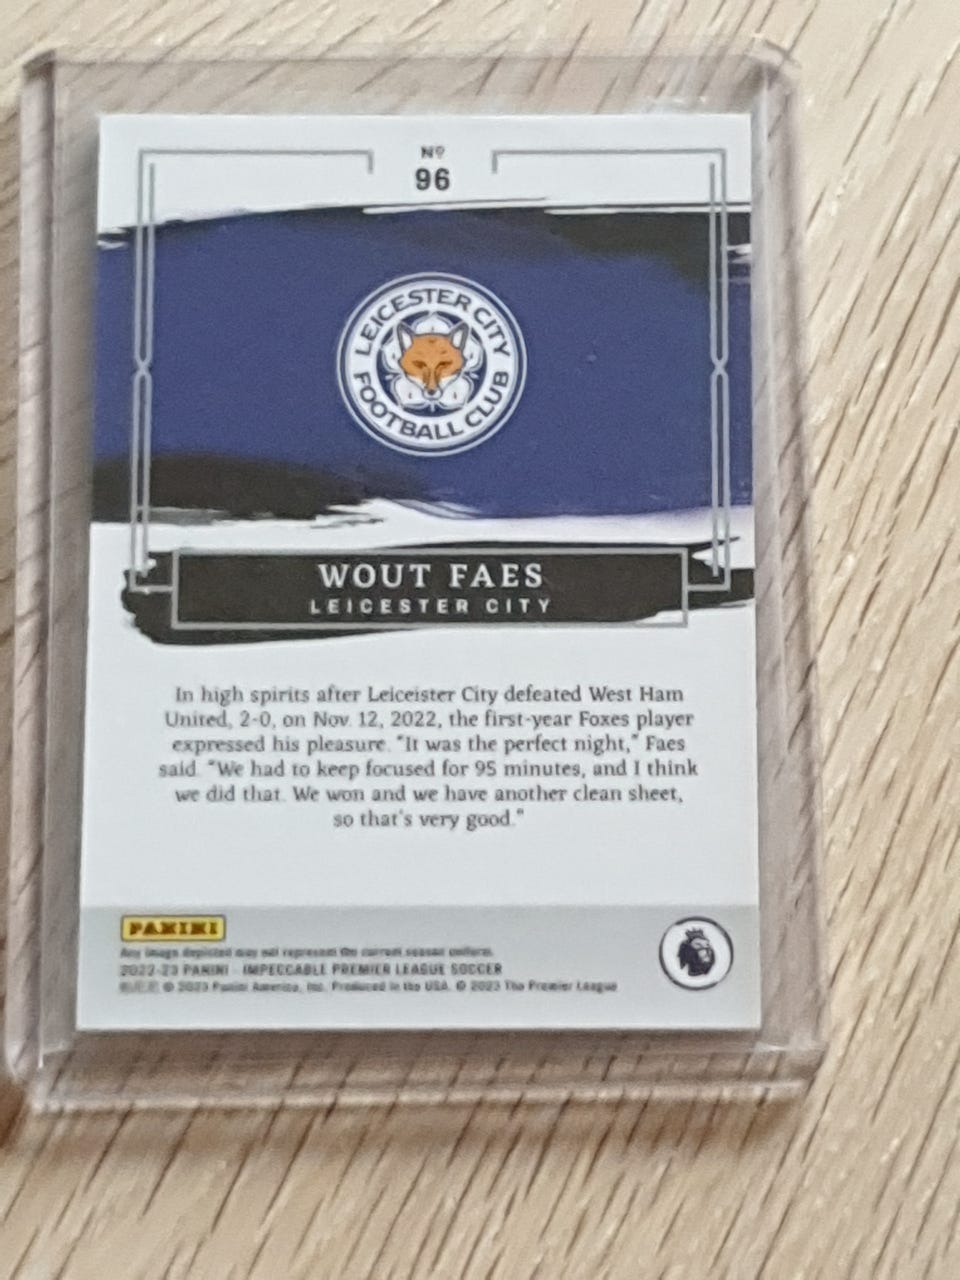 Nº
96
LEICESTER CITY
FOOTBALL CLUB
WOUT FAES
LEICESTER CITY
In high spirits after Leiceister City defeated West Ham
United, 2-0, on Nov. 12, 2022, the first-year Foxes player
expressed his pleasure. "It was the perfect night," Faes
said. "We had to keep focused for 95 minutes, and I think
we did that. We won and we have another clean sheet,
so that's very good."
PANINI
Any image depicted may not represent the current season uniform.
2022-23 PANINI - IMPECCABLE PREMIER LEAGUE SOCCER
© 2023 Panini America, Inc. Produced in the USA. © 2023 The Premier League